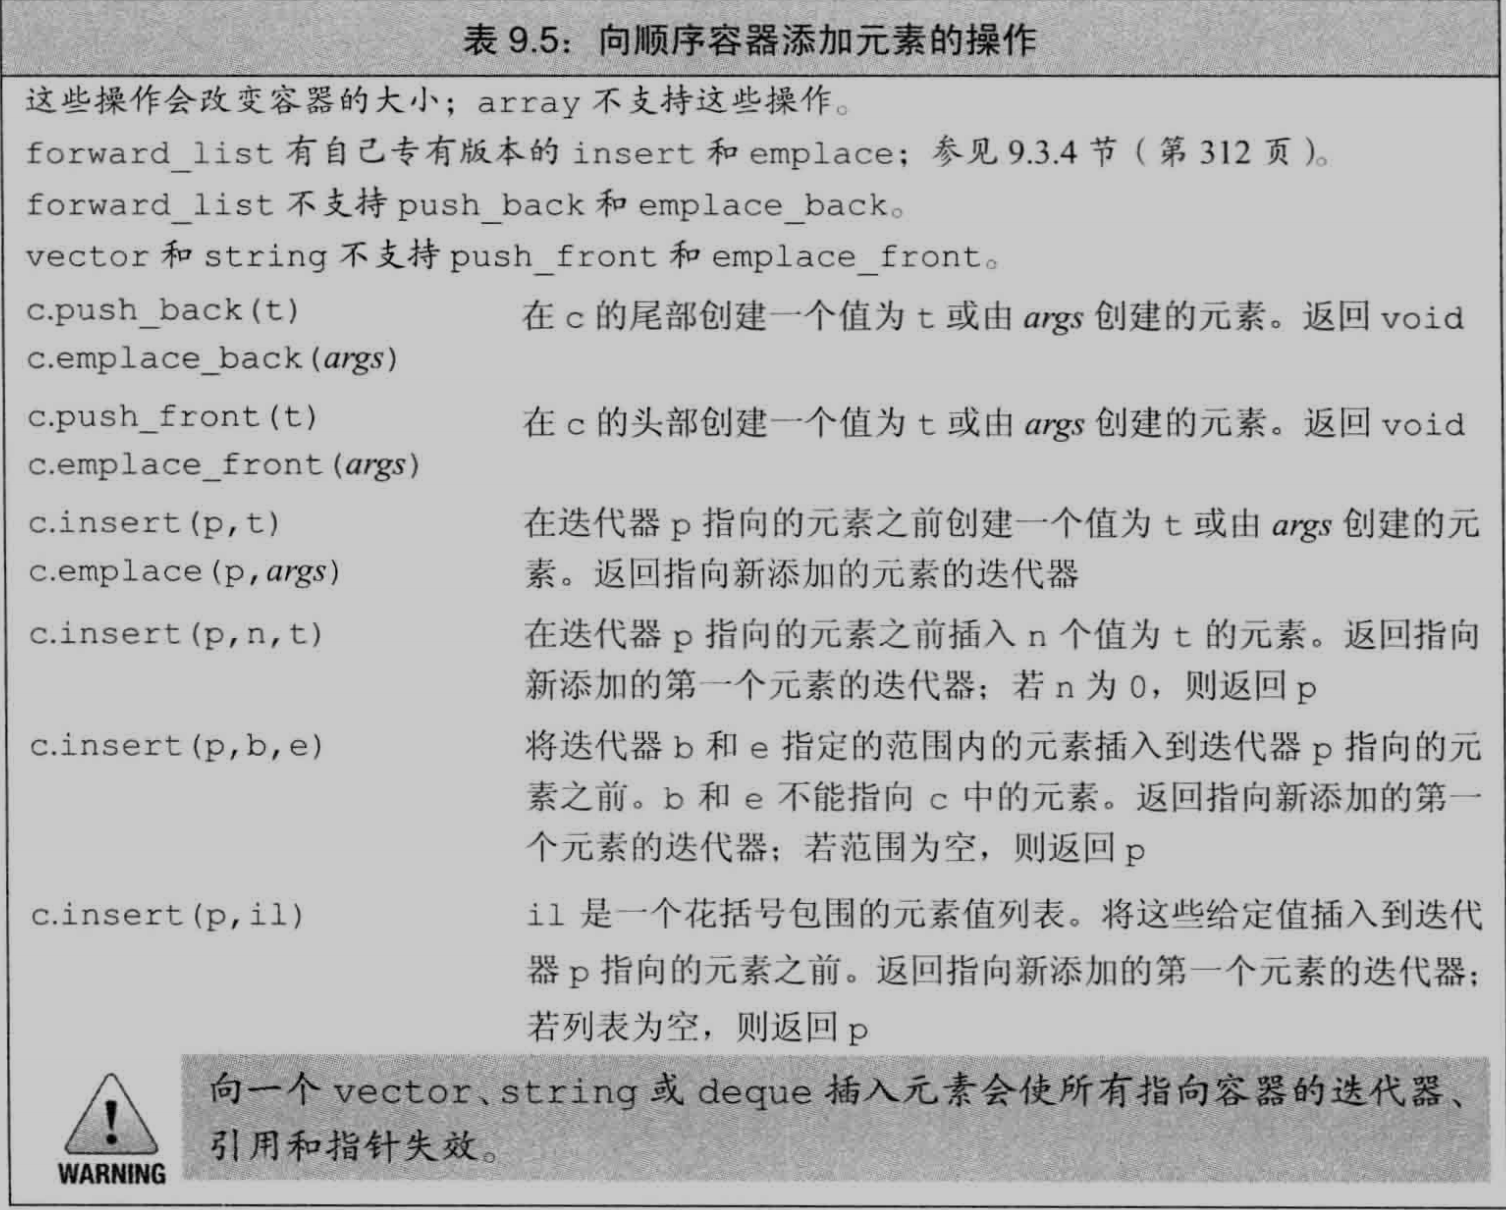 表 9.5：向顺序容器添加元素的操作
这些操作会改变容器的大小；array 不支持这些操作。
forward_list 有自己专有版本的 insert 和 emplace；参见 9.3.4 节（第 312 页）。
forward_list 不支持 push_back 和 emplace_back。
vector 和 string 不支持 push_front 和 emplace_front。
c.push_back(t) 在 c 的尾部创建一个值为 t 或由 args 创建的元素。返回 void
c.emplace_back(args)
c.push_front(t) 在 c 的头部创建一个值为 t 或由 args 创建的元素。返回 void
c.emplace_front(args)
c.insert(p,t) 在迭代器 p 指向的元素之前创建一个值为 t 或由 args 创建的元
c.emplace(p,args) 素。返回指向新添加的元素的迭代器
c.insert(p,n,t) 在迭代器 p 指向的元素之前插入 n 个值为 t 的元素。返回指向
新添加的第一个元素的迭代器；若 n 为 0，则返回 p
c.insert(p,b,e) 将迭代器 b 和 e 指定的范围内的元素插入到迭代器 p 指向的元
素之前。b 和 e 不能指向 c 中的元素。返回指向新添加的第一
个元素的迭代器；若范围为空，则返回 p
c.insert(p,il) il 是一个花括号包围的元素值列表。将这些给定值插入到迭代
器 p 指向的元素之前。返回指向新添加的第一个元素的迭代器；
若列表为空，则返回 p
向一个 vector、string 或 deque 插入元素会使所有指向容器的迭代器、
引用和指针失效。
WARNING